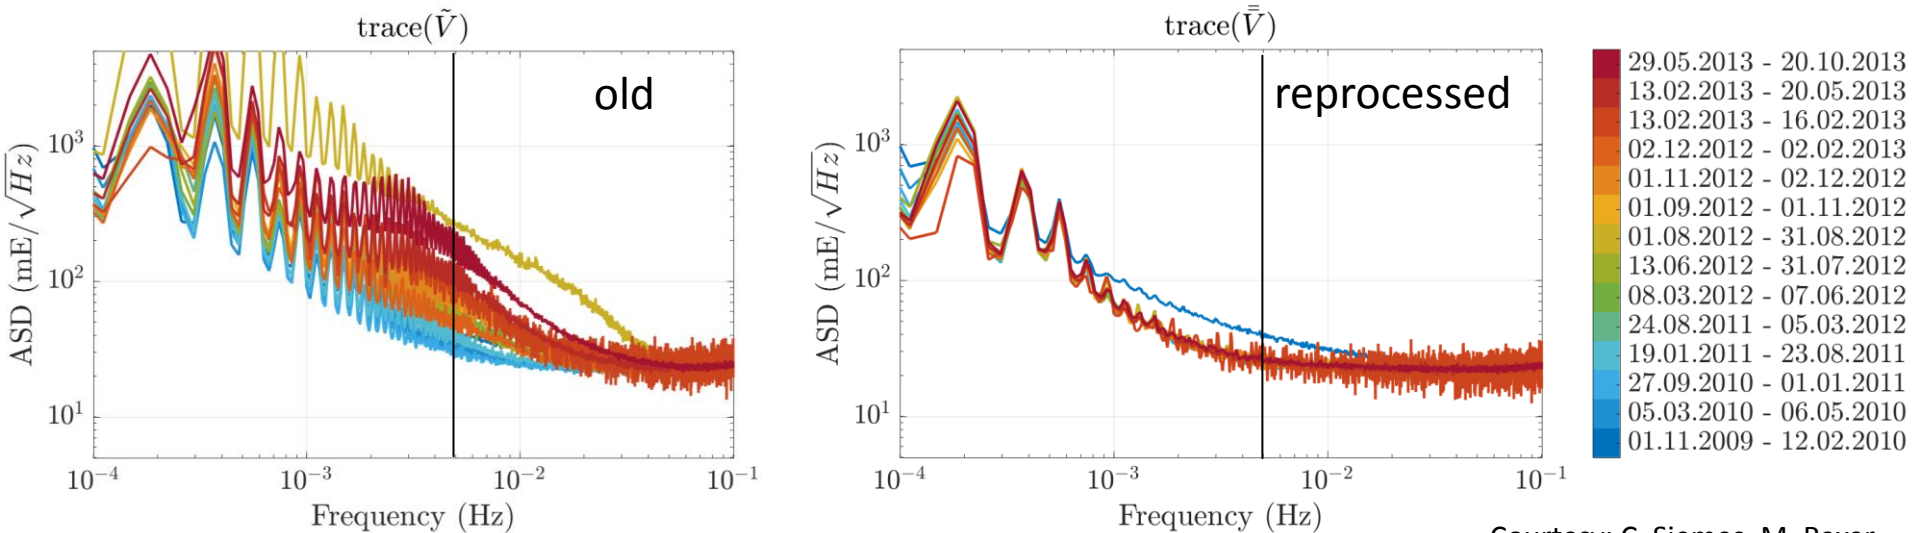 trace(Ṽ)
old
10³
10²
10¹
ASD (mE/√Hz)
10⁻⁴
10⁻³
10⁻²
10⁻¹
Frequency (Hz)
trace(V̿)
reprocessed
10³
10²
10¹
ASD (mE/√Hz)
10⁻⁴
10⁻³
10⁻²
10⁻¹
Frequency (Hz)
29.05.2013 - 20.10.2013
13.02.2013 - 20.05.2013
13.02.2013 - 16.02.2013
02.12.2012 - 02.02.2013
01.11.2012 - 02.12.2012
01.09.2012 - 01.11.2012
01.08.2012 - 31.08.2012
13.06.2012 - 31.07.2012
08.03.2012 - 07.06.2012
24.08.2011 - 05.03.2012
19.01.2011 - 23.08.2011
27.09.2010 - 01.01.2011
05.03.2010 - 06.05.2010
01.11.2009 - 12.02.2010